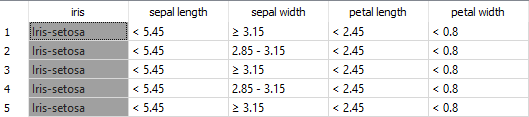 iris sepal length sepal width petal length petal width
1 Iris-setosa < 5.45 ≥ 3.15 < 2.45 < 0.8
2 Iris-setosa < 5.45 2.85 - 3.15 < 2.45 < 0.8
3 Iris-setosa < 5.45 ≥ 3.15 < 2.45 < 0.8
4 Iris-setosa < 5.45 2.85 - 3.15 < 2.45 < 0.8
5 Iris-setosa < 5.45 ≥ 3.15 < 2.45 < 0.8